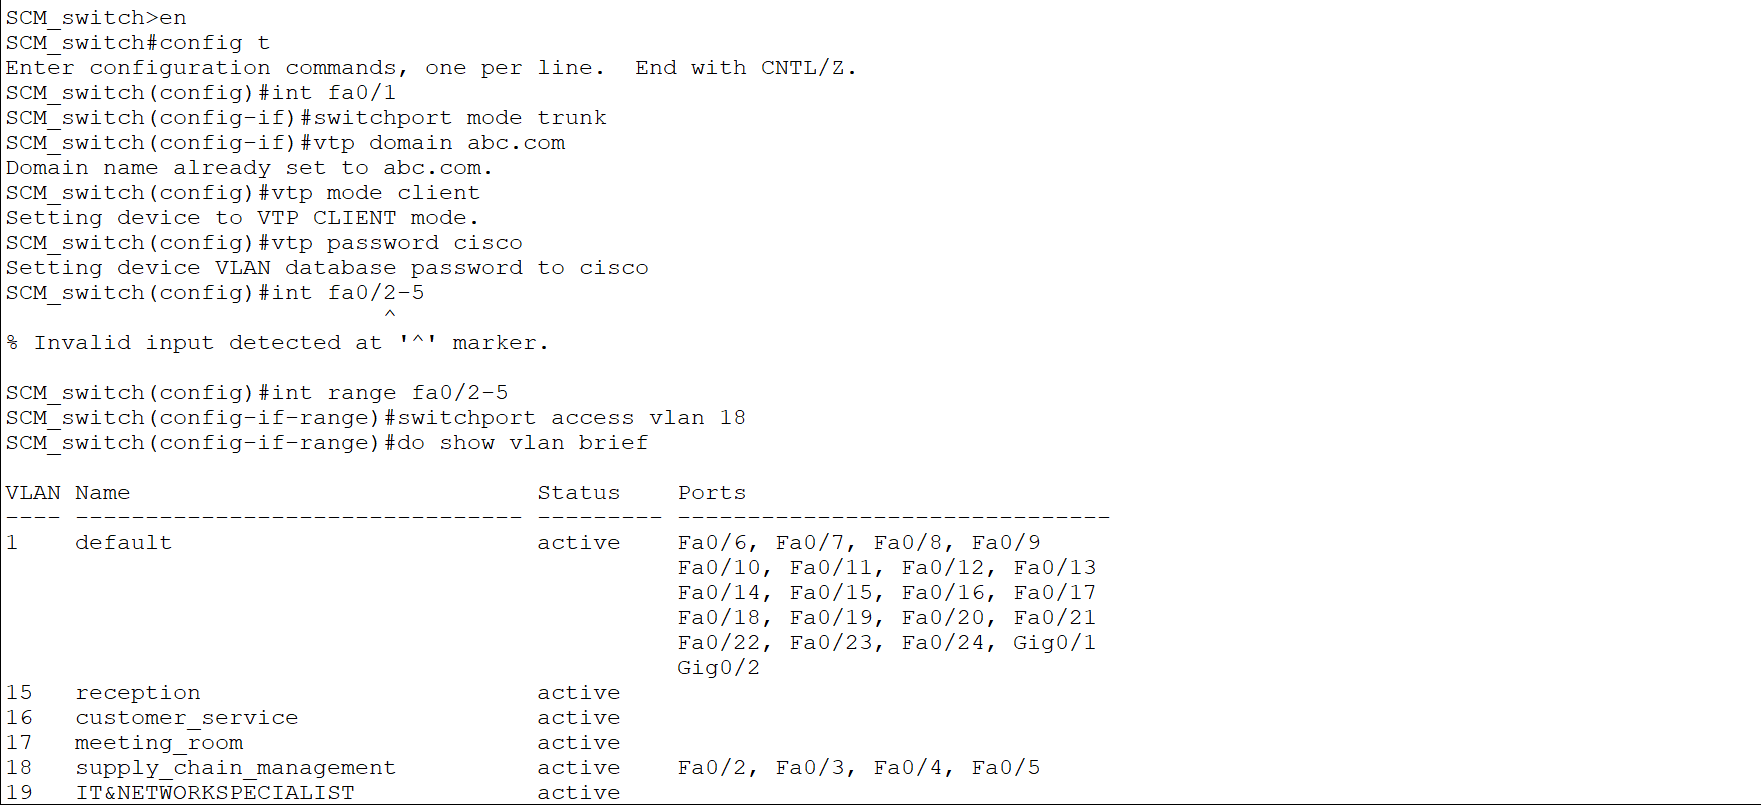 SCM_switch>en
SCM_switch#config t
Enter configuration commands, one per line.  End with CNTL/Z.
SCM_switch(config)#int fa0/1
SCM_switch(config-if)#switchport mode trunk
SCM_switch(config-if)#vtp domain abc.com
Domain name already set to abc.com.
SCM_switch(config)#vtp mode client
Setting device to VTP CLIENT mode.
SCM_switch(config)#vtp password cisco
Setting device VLAN database password to cisco
SCM_switch(config)#int fa0/2-5
                           ^
% Invalid input detected at '^' marker.

SCM_switch(config)#int range fa0/2-5
SCM_switch(config-if-range)#switchport access vlan 18
SCM_switch(config-if-range)#do show vlan brief

VLAN Name                             Status    Ports
---- -------------------------------- --------- -------------------------------
1    default                          active    Fa0/6, Fa0/7, Fa0/8, Fa0/9
                                                Fa0/10, Fa0/11, Fa0/12, Fa0/13
                                                Fa0/14, Fa0/15, Fa0/16, Fa0/17
                                                Fa0/18, Fa0/19, Fa0/20, Fa0/21
                                                Fa0/22, Fa0/23, Fa0/24, Gig0/1
                                                Gig0/2
15   reception                        active
16   customer_service                 active
17   meeting_room                     active
18   supply_chain_management          active    Fa0/2, Fa0/3, Fa0/4, Fa0/5
19   IT&NETWORKSPECIALIST             active